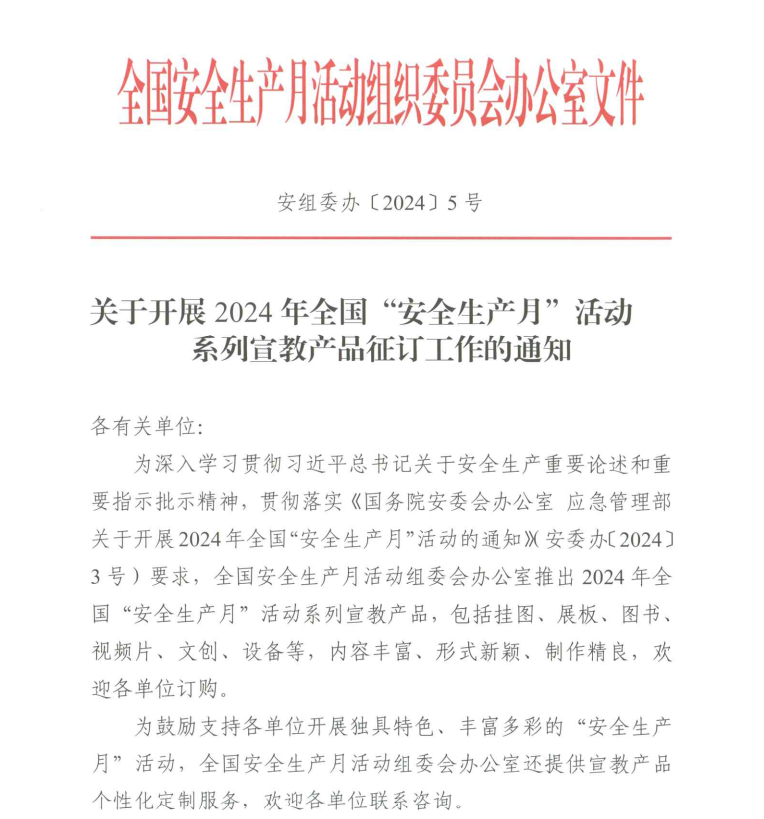 全国安全生产月活动组织委员会办公室文件
安组委办〔2024〕5 号
关于开展 2024 年全国“安全生产月”活动
系列宣教产品征订工作的通知
各有关单位：
为深入学习贯彻习近平总书记关于安全生产重要论述和重
要指示批示精神，贯彻落实《国务院安委会办公室 应急管理部
关于开展2024年全国“安全生产月”活动的通知》（安委办〔2024〕
3 号）要求，全国安全生产月活动组委会办公室推出 2024 年全
国“安全生产月”活动系列宣教产品，包括挂图、展板、图书、
视频片、文创、设备等，内容丰富、形式新颖、制作精良，欢
迎各单位订购。
为鼓励支持各单位开展独具特色、丰富多彩的“安全生产
月”活动，全国安全生产月活动组委会办公室还提供宣教产品
个性化定制服务，欢迎各单位联系咨询。